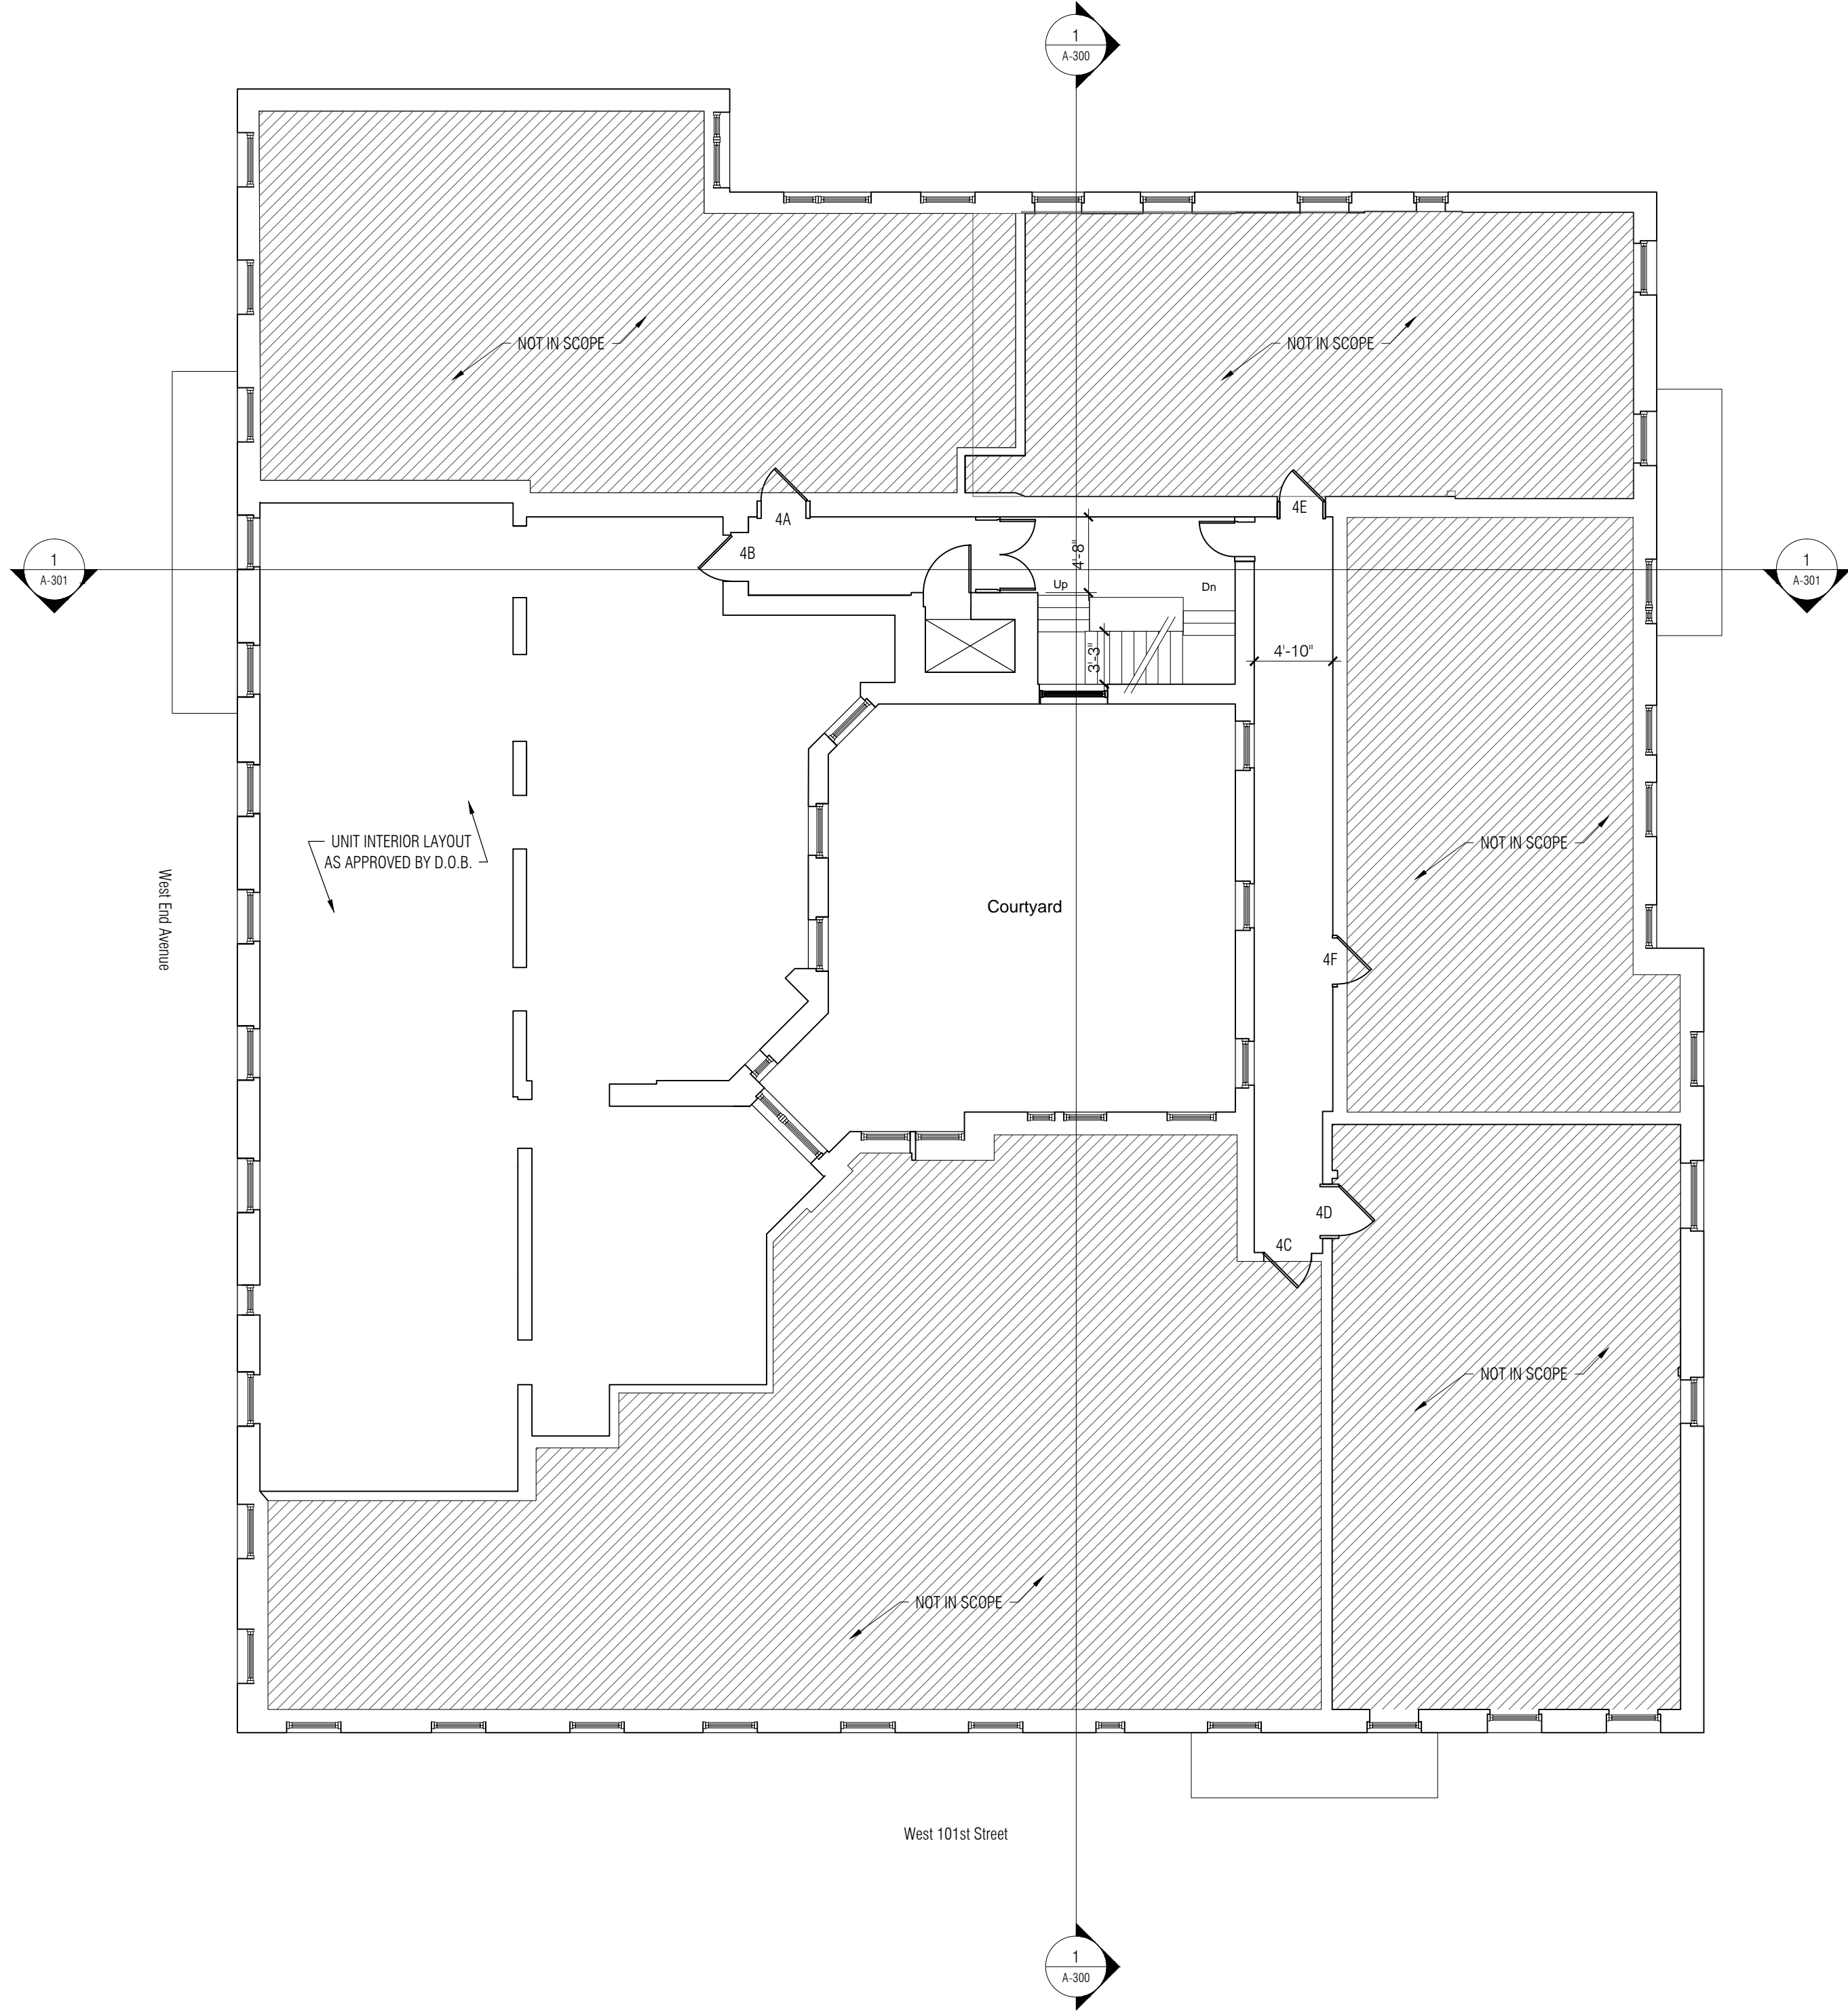 1
A-300
NOT IN SCOPE
NOT IN SCOPE
4A
4E
4B
4'-8"
1
A-301
1
A-301
Up
Dn
3'-3"
4'-10"
UNIT INTERIOR LAYOUT
AS APPROVED BY D.O.B.
NOT IN SCOPE
West End Avenue
Courtyard
4F
4D
4C
NOT IN SCOPE
NOT IN SCOPE
West 101st Street
1
A-300